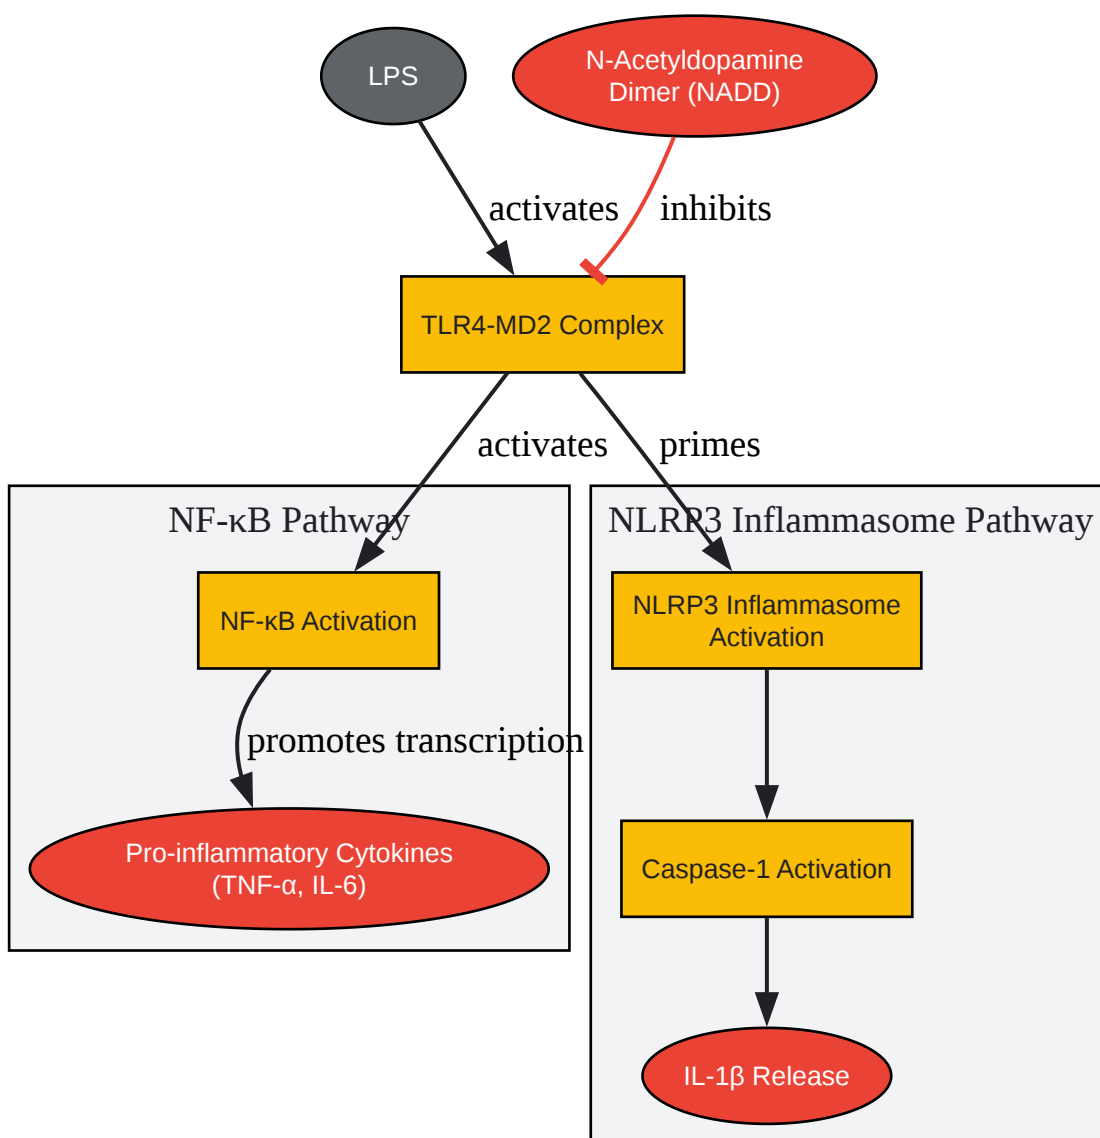 LPS
N-Acetyldopamine
Dimer (NADD)
activates
inhibits
TLR4-MD2 Complex
activates
primes
NF-κB Pathway
NLRP3 Inflammasome Pathway
NF-κB Activation
NLRP3 Inflammasome
Activation
promotes transcription
Pro-inflammatory Cytokines
(TNF-α, IL-6)
Caspase-1 Activation
IL-1β Release